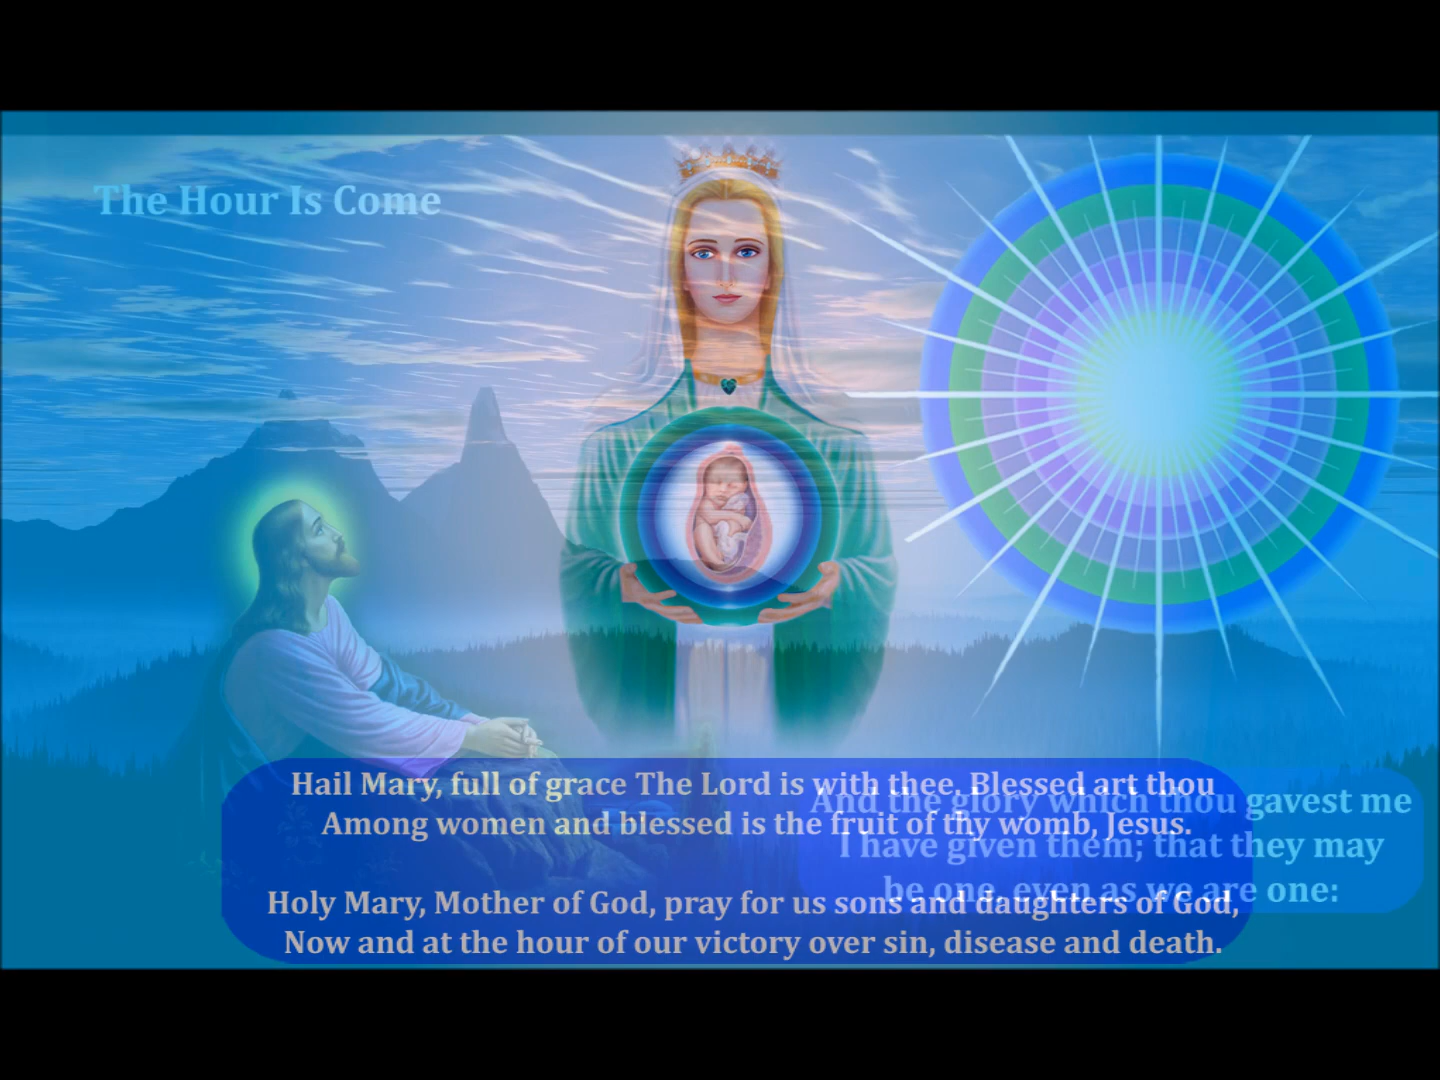 The Hour Is Come
Hail Mary, full of grace The Lord is with thee. Blessed art thou
Among women and blessed is the fruit of thy womb, Jesus.
Holy Mary, Mother of God, pray for us sons and daughters of God,
Now and at the hour of our victory over sin, disease and death.
And the glory which thou gavest me
I have given them; that they may
be one, even as we are one: